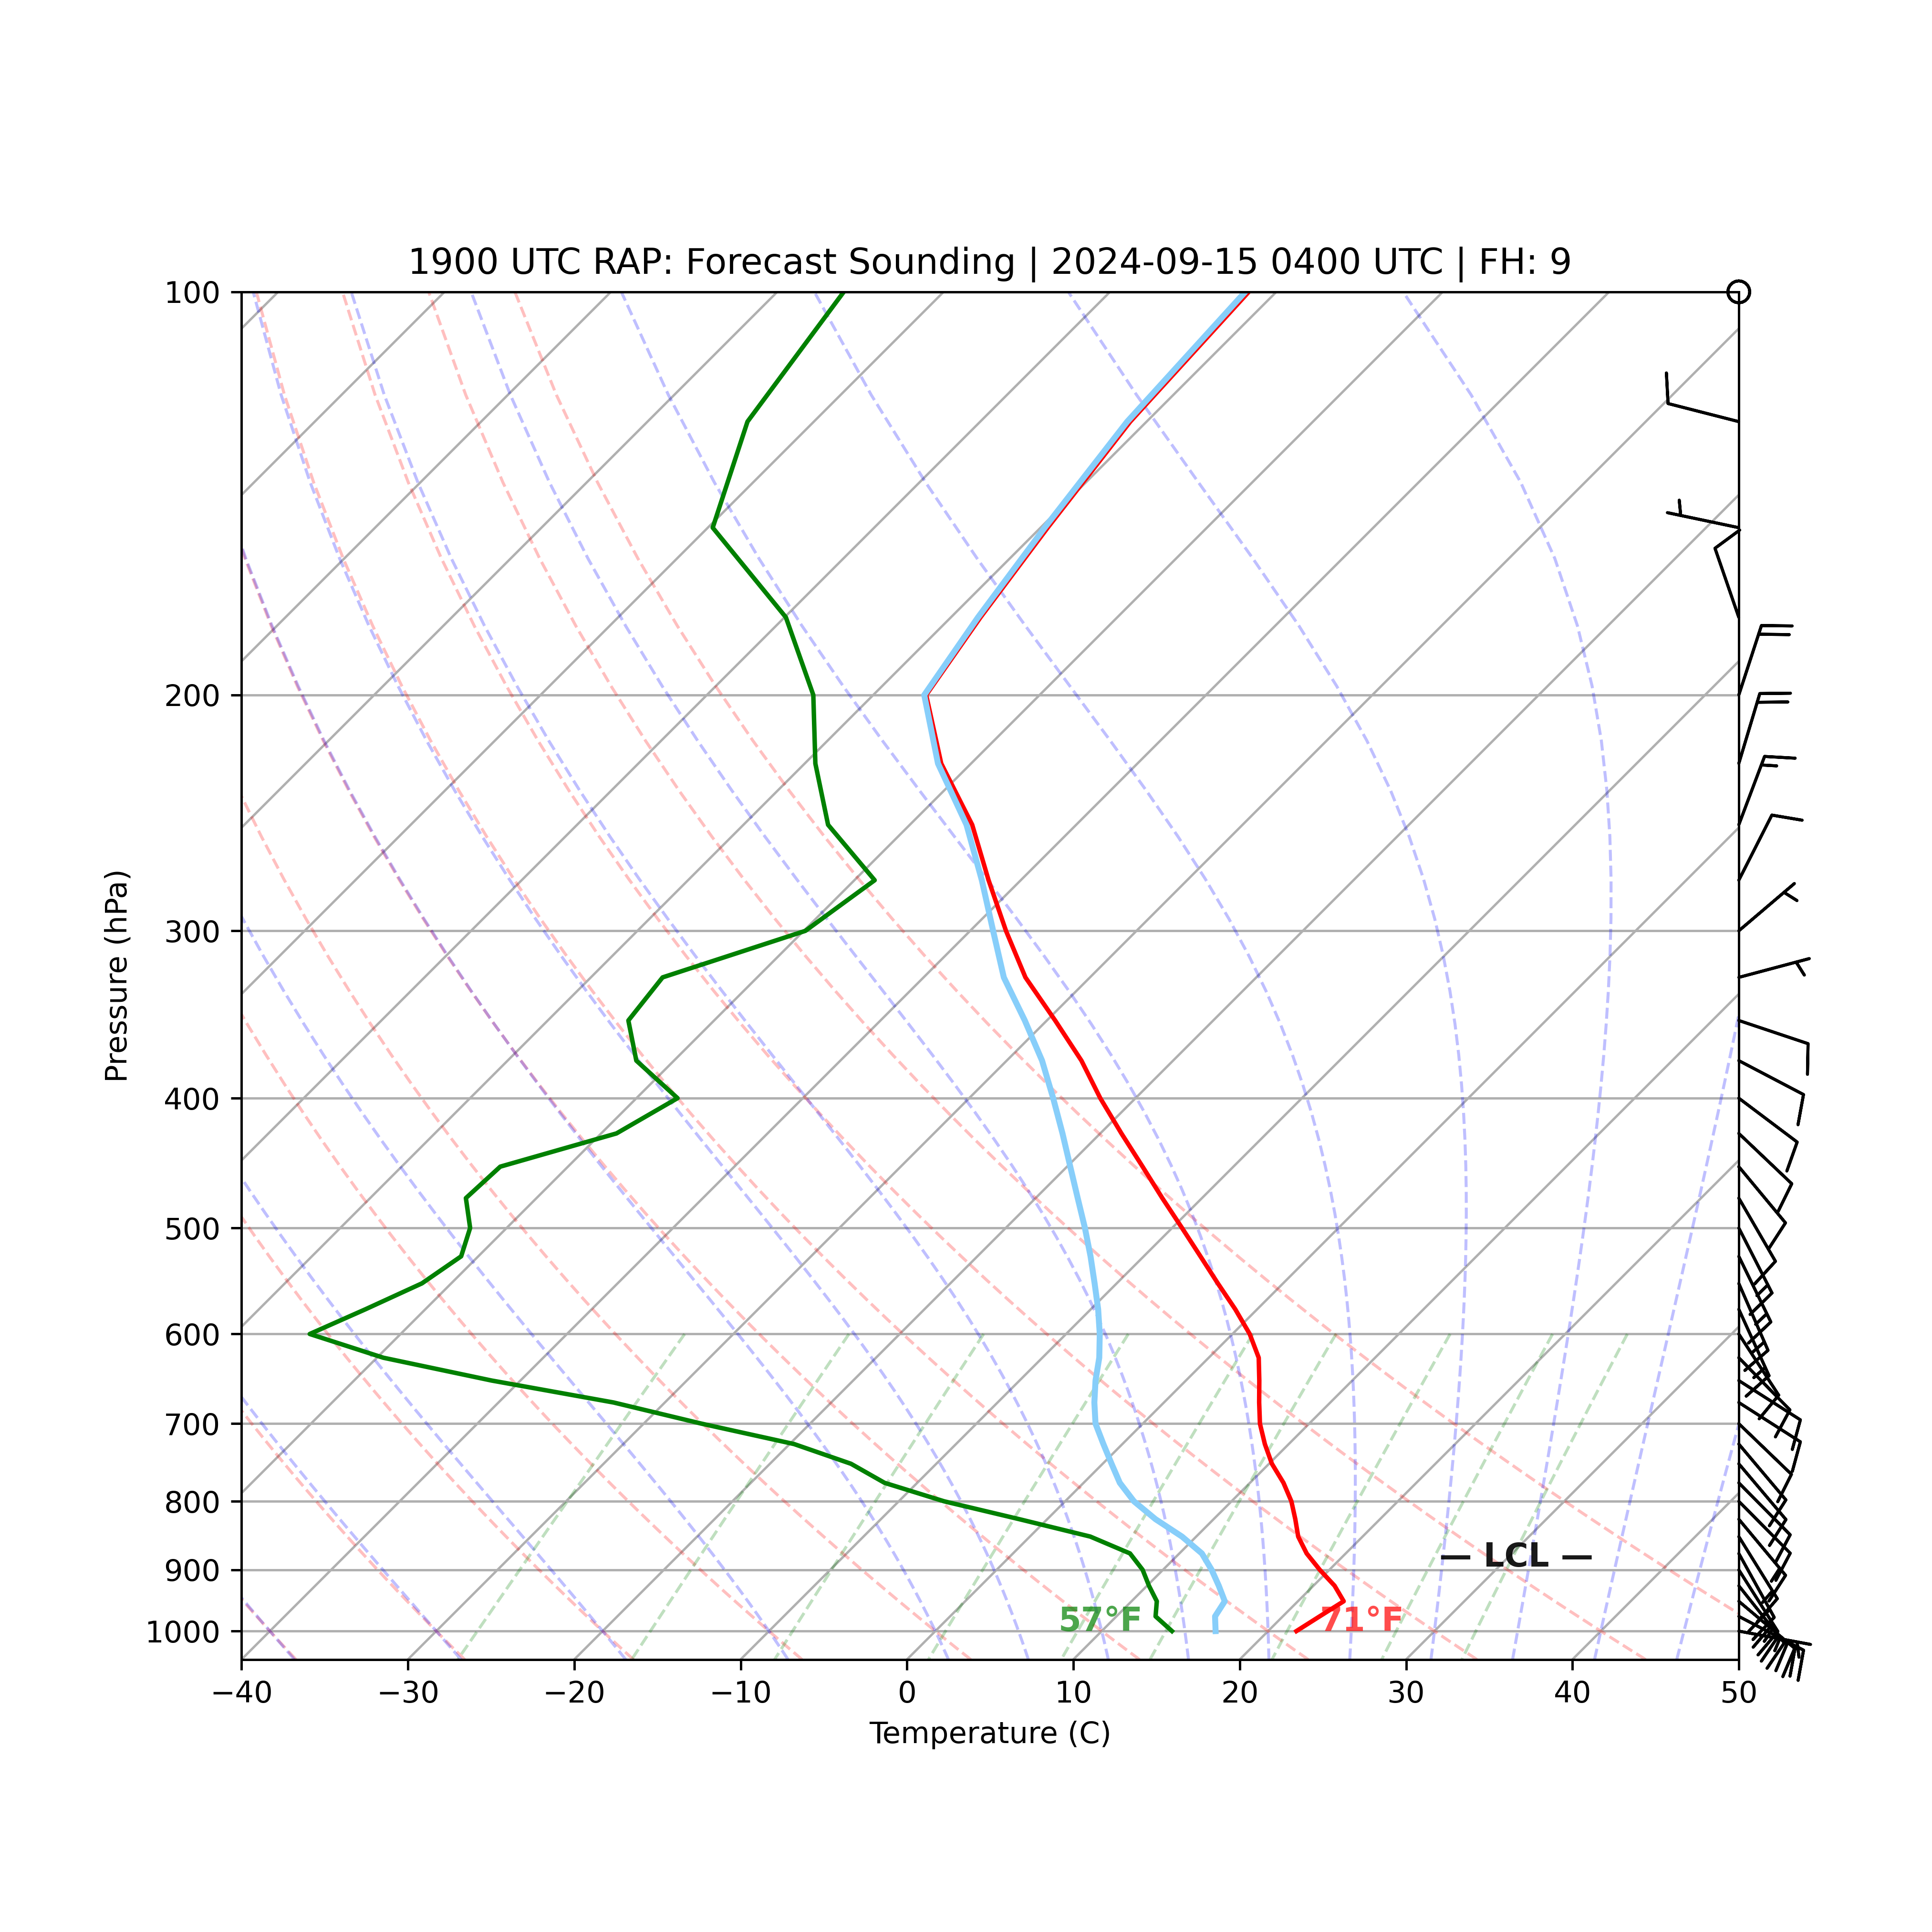 1900 UTC RAP: Forecast Sounding | 2024-09-15 0400 UTC | FH: 9
100
200
300
400
500
600
700
800
900
1000
Pressure (hPa)
— LCL —
57°F
71°F
−40 −30 −20 −10 0 10 20 30 40 50
Temperature (C)